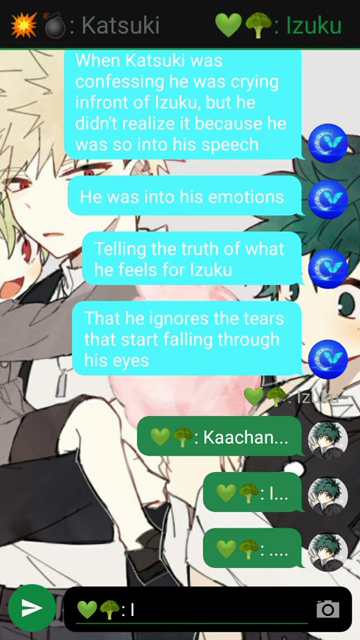 💥💣: Katsuki
💚🥦: Izuku
When Katsuki was
confessing he was crying
infront of Izuku, but he
didn't realize it because he
was so into his speech
He was into his emotions
Telling the truth of what
he feels for Izuku
That he ignores the tears
that start falling through
his eyes
💚🥦: Izuku
💚🥦: Kaachan...
💚🥦: I...
💚🥦: ....
💚🥦: I